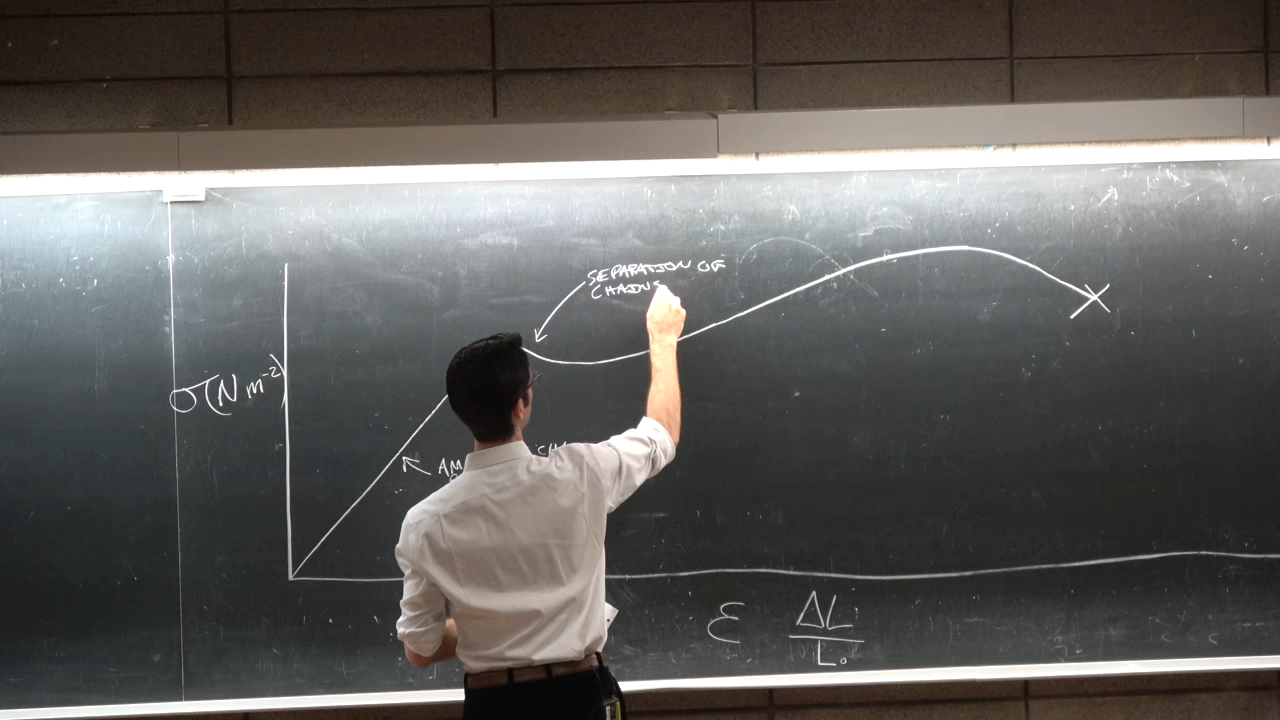 SEPARATION OF
CHAINS
σ(N m⁻²)
ε ΔL
L₀